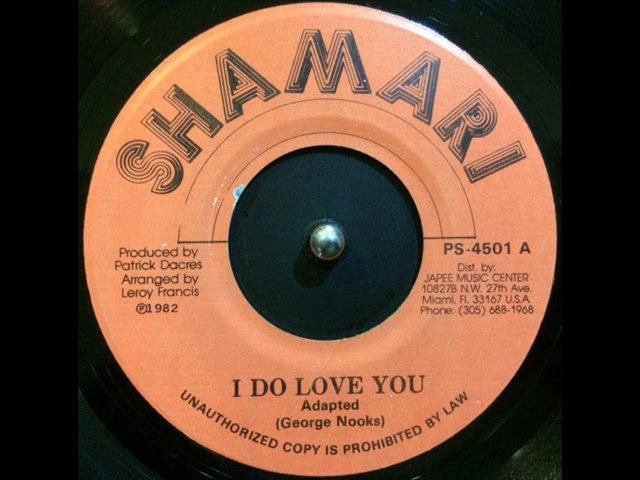 SHAMARI
Produced by
Patrick Dacres
Arranged by
Leroy Francis
℗1982
PS-4501 A
Dist. by:
JAPEE MUSIC CENTER
10827B N.W. 27th Ave.
Miami, Fl. 33167 U.S.A.
Phone: (305) 688-1968
I DO LOVE YOU
Adapted
(George Nooks)
UNAUTHORIZED COPY IS PROHIBITED BY LAW